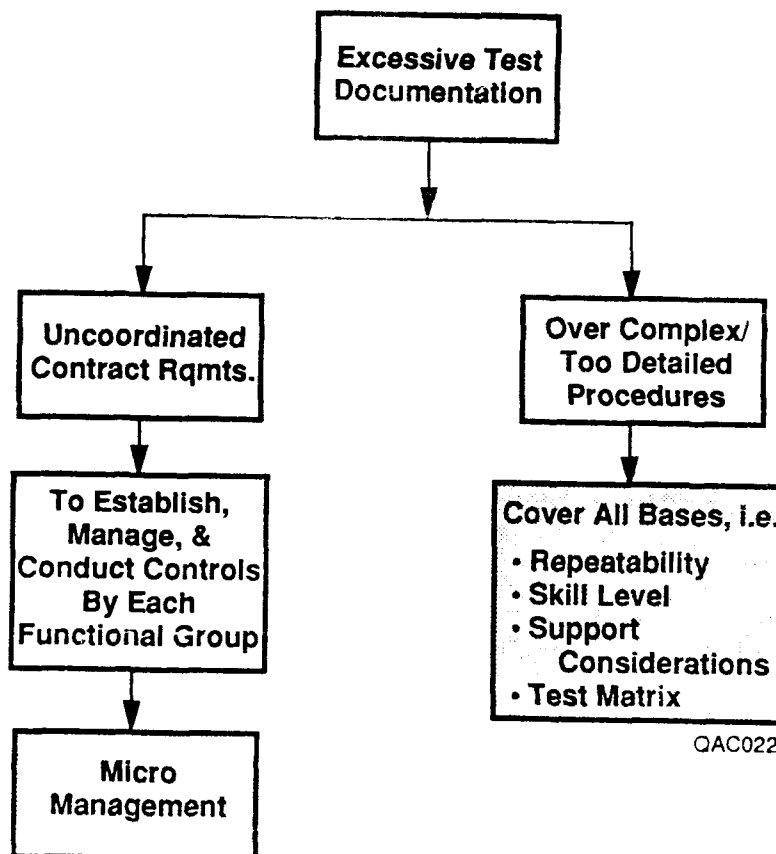 Excessive Test
Documentation
Uncoordinated
Contract Rqmts.
Over Complex/
Too Detailed
Procedures
To Establish,
Manage, &
Conduct Controls
By Each
Functional Group
Cover All Bases, i.e.
• Repeatability
• Skill Level
• Support
Considerations
• Test Matrix
QAC022
Micro
Management